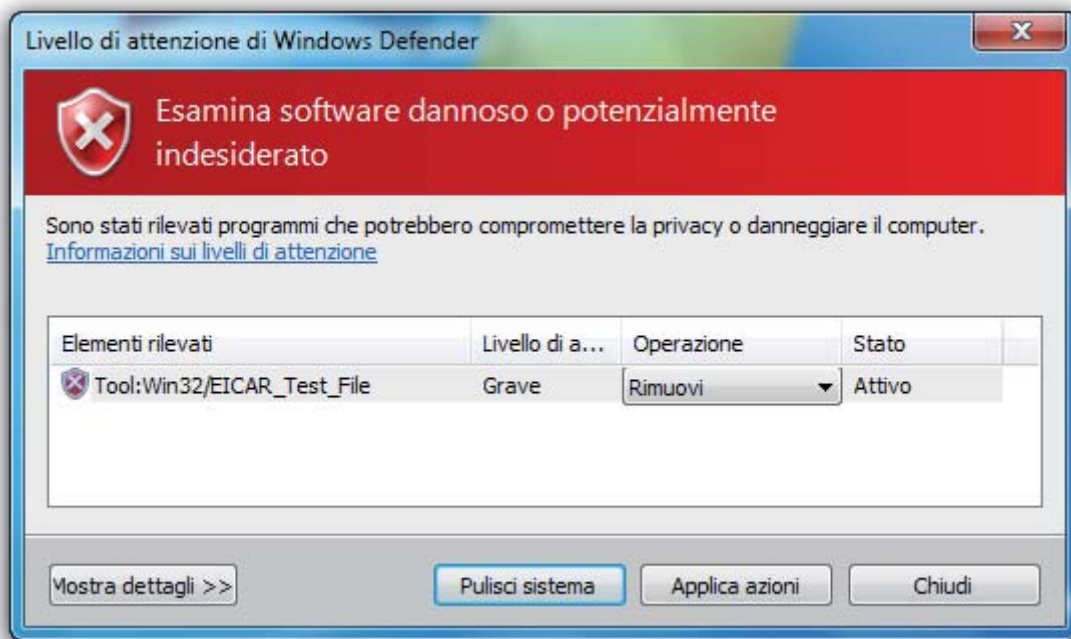 Livello di attenzione di Windows Defender
Esamina software dannoso o potenzialmente
indesiderato
Sono stati rilevati programmi che potrebbero compromettere la privacy o danneggiare il computer.
Informazioni sui livelli di attenzione
Elementi rilevati Livello di a... Operazione Stato
Tool:Win32/EICAR_Test_File Grave Rimuovi Attivo
Mostra dettagli >> Pulisci sistema Applica azioni Chiudi